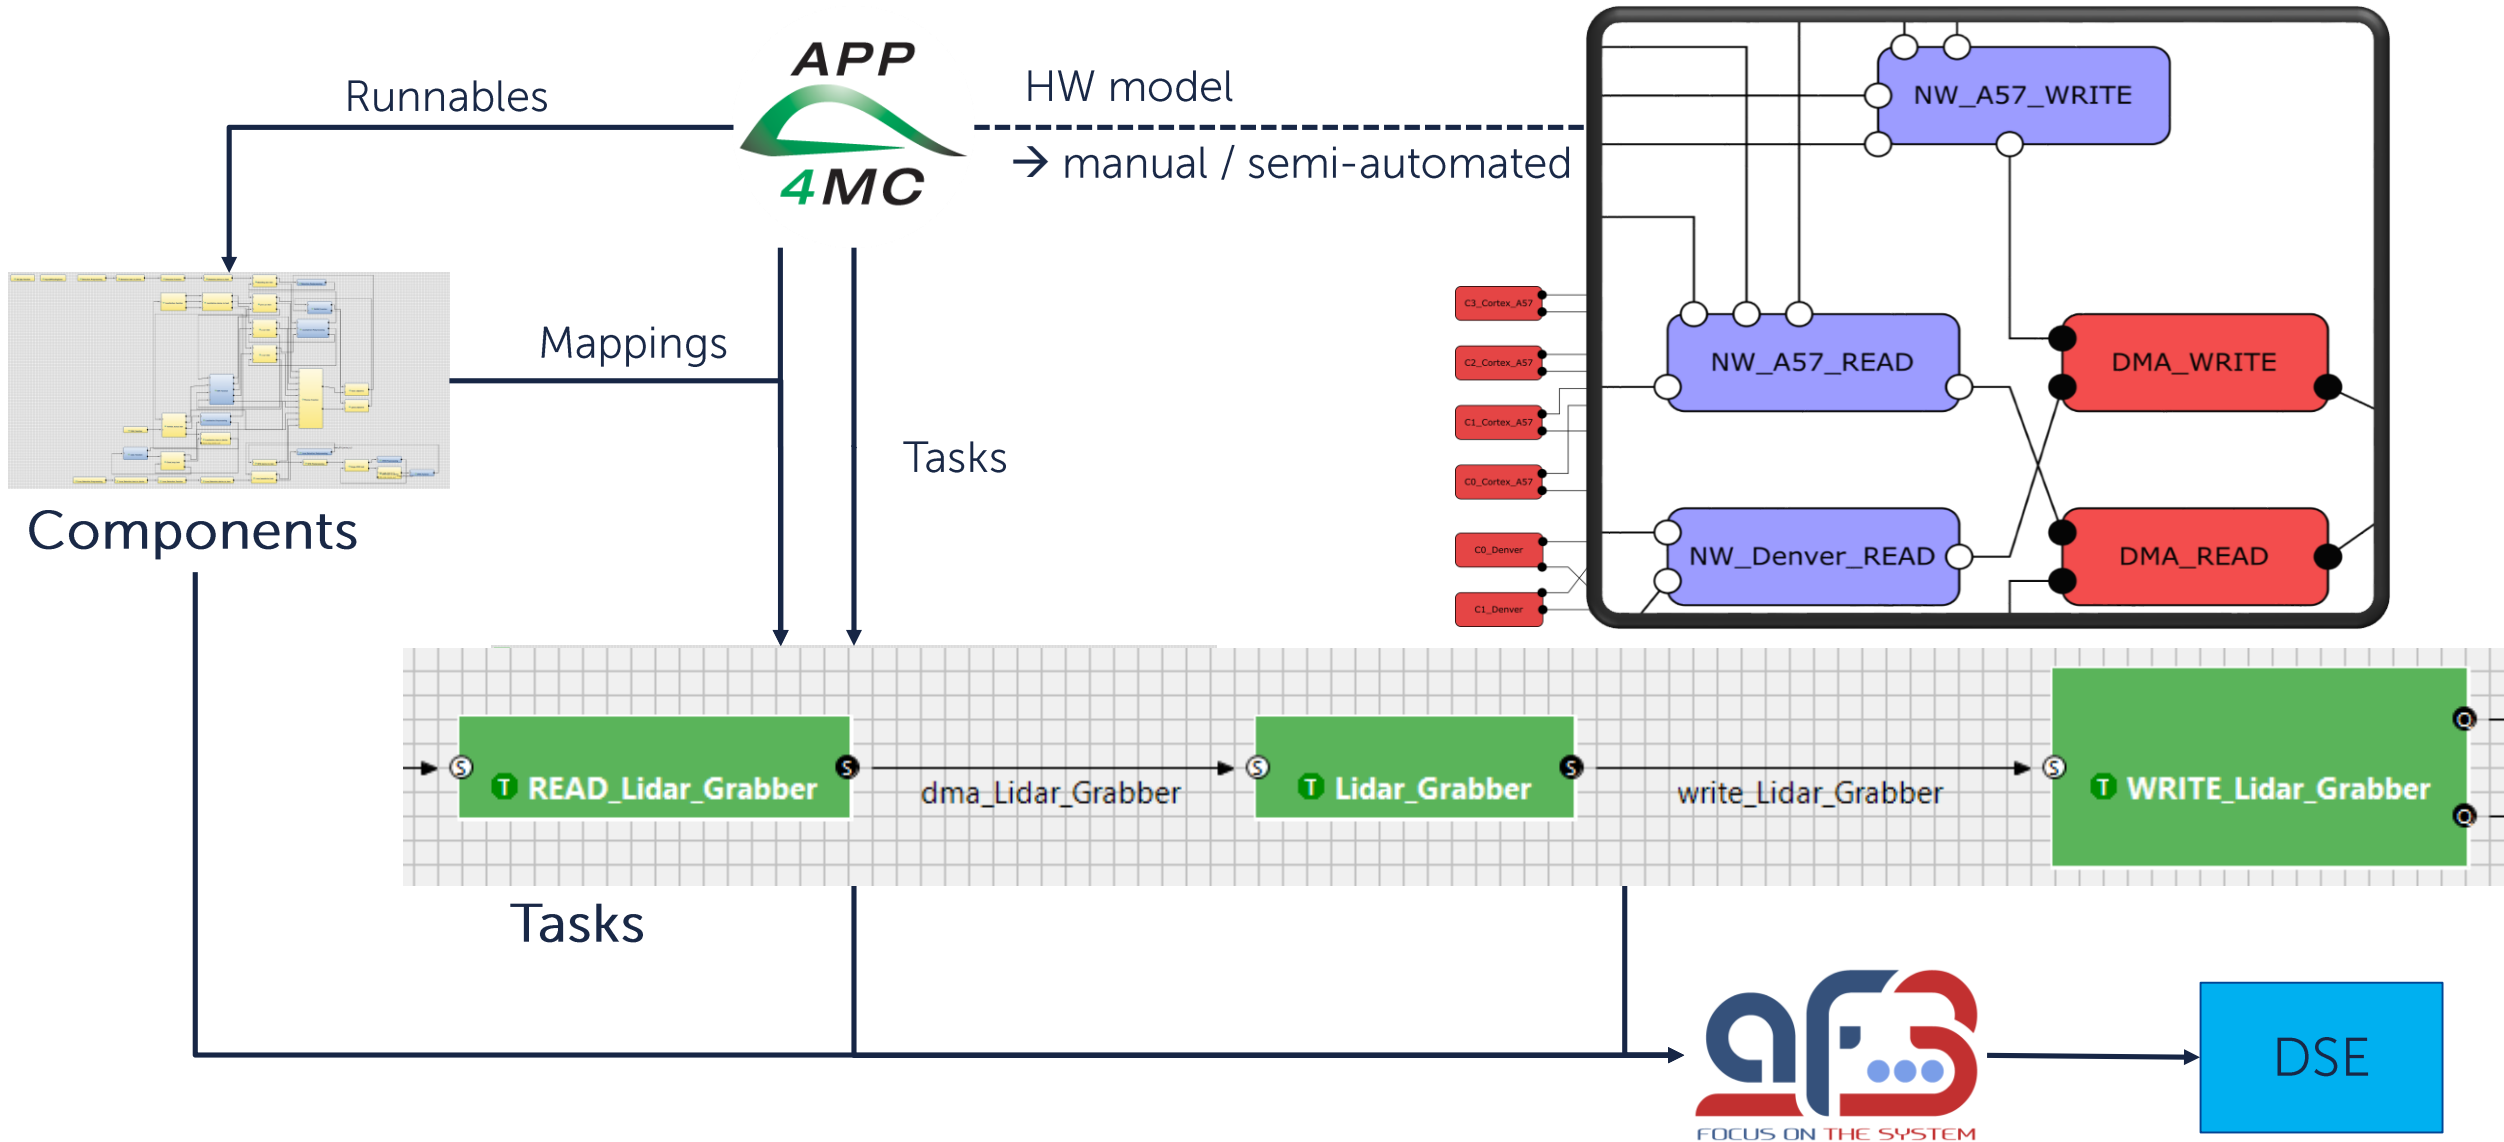 APP
4MC
Runnables
HW model
→ manual / semi-automated
NW_A57_WRITE
C3_Cortex_A57
C2_Cortex_A57
C1_Cortex_A57
C0_Cortex_A57
C0_Denver
C1_Denver
NW_A57_READ
DMA_WRITE
NW_Denver_READ
DMA_READ
Mappings
Tasks
Components
S
T READ_Lidar_Grabber
S
dma_Lidar_Grabber
S
T Lidar_Grabber
S
write_Lidar_Grabber
S
T WRITE_Lidar_Grabber
Q
Q
Tasks
aF3
FOCUS ON THE SYSTEM
DSE